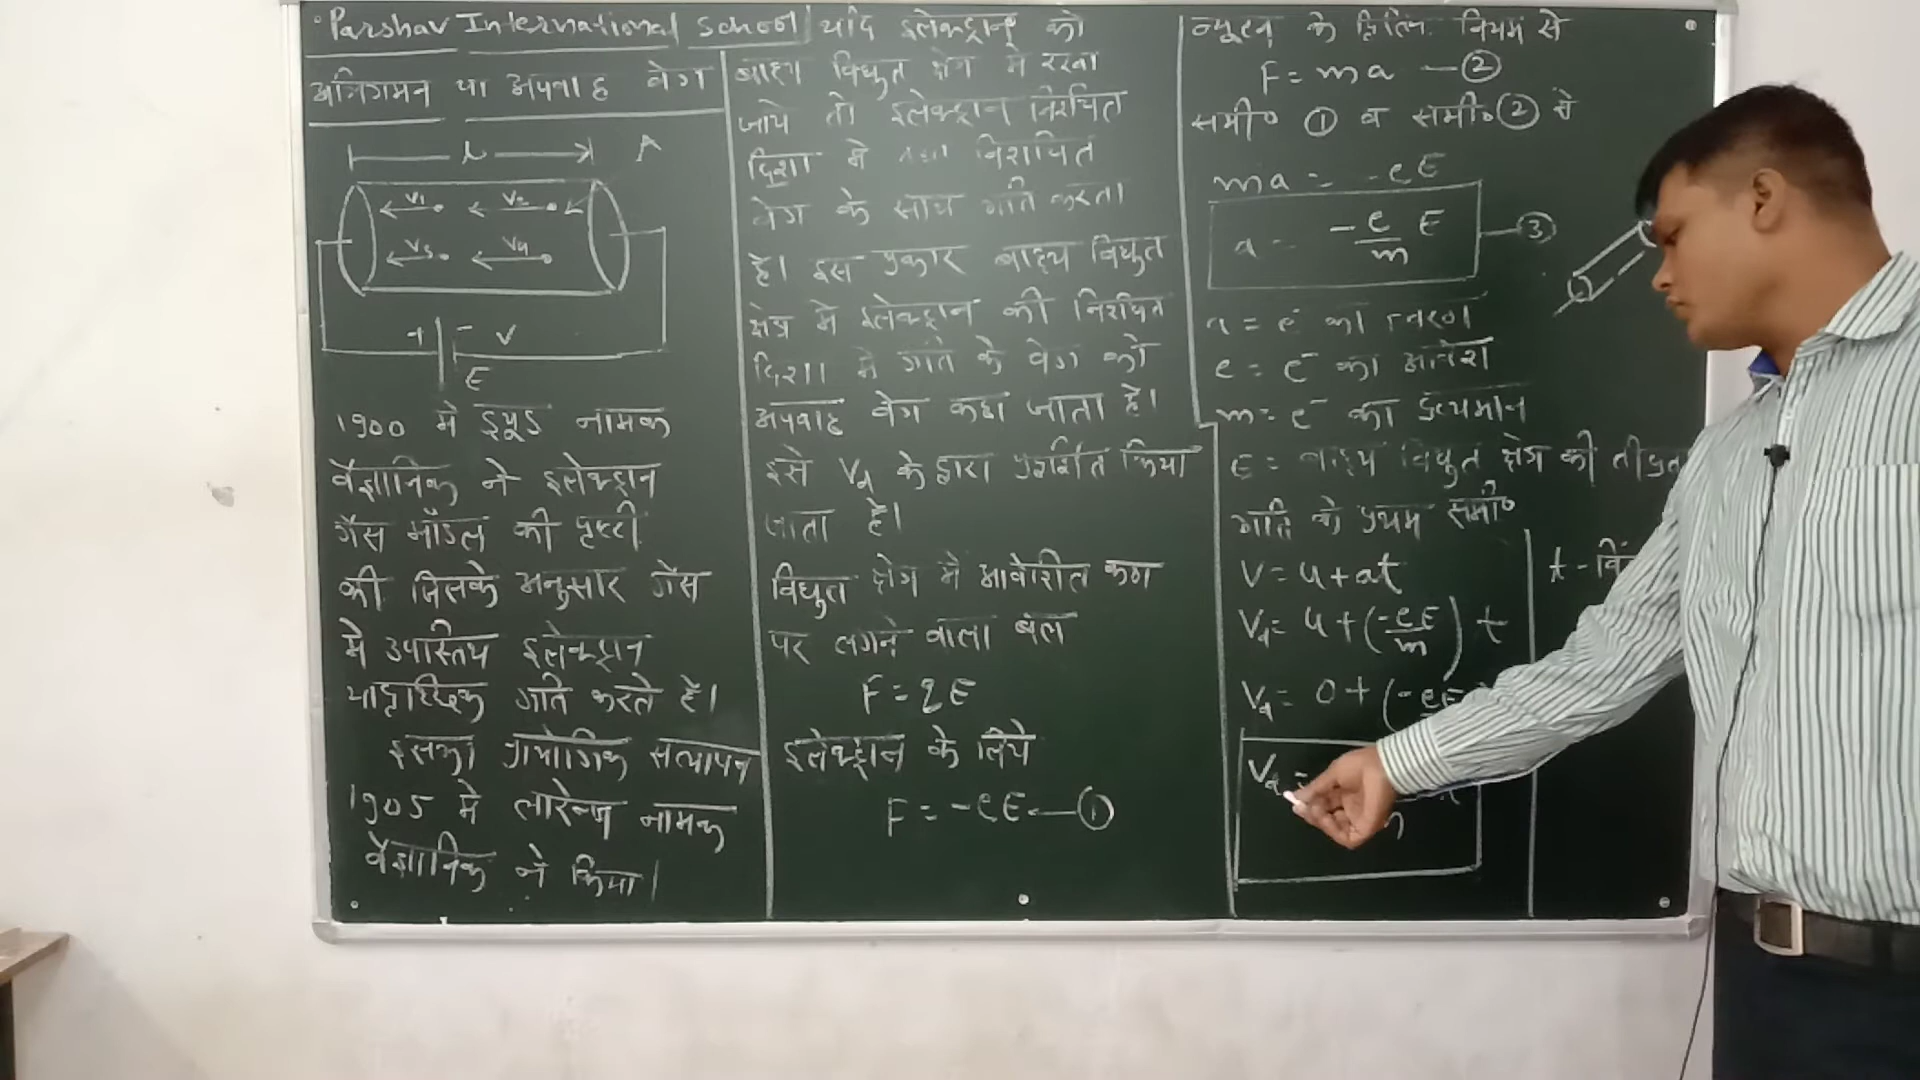 Parshav International School
अनुगमन या अपवाह वेग
l A
V1 V2
V3 V4
+ - V
E
1900 मे ड्रूड नामक
वैज्ञानिक ने इलेक्ट्रान
गैस मॉडल की पृष्टी
की जिसके अनुसार गैस
मे उपस्तिथ इलेक्ट्रान
यादृच्छिक गति करते है।
इसका प्रायोगिक सत्यापन
1905 मे लारेन्ज नामक
वैज्ञानिक ने किया।
यदि इलेक्ट्रान को
बाह्य विधुत क्षेत्र मे रखा
जाये तो इलेक्ट्रान निश्चित
दिशा मे तथा निश्चित
वेग के साथ गति करता
है। इस प्रकार बाह्य विधुत
क्षेत्र मे इलेक्ट्रान की निश्चित
दिशा मे गति के वेग को
अपवाह वेग कहा जाता है।
इसे Vd के द्वारा प्रदर्शित किया
जाता है।
विधुत क्षेत्र मे आवेशित कण
पर लगने वाला बल
F = qE
इलेक्ट्रान के लिये
F = -eE — ①
न्यूटन के द्वितिय नियम से
F = ma — ②
समी० ① व समी० ② से
ma = -eE
a = -e/m E — ③
a = e का त्वरण
e = e⁻ का आवेश
m = e⁻ का द्रव्यमान
E = बाह्य विधुत क्षेत्र की
गति के प्रथम समी०
V = u + at
Vd = u + (-eE/m) t
Vd = 0 + (-eE
Vd =
t -